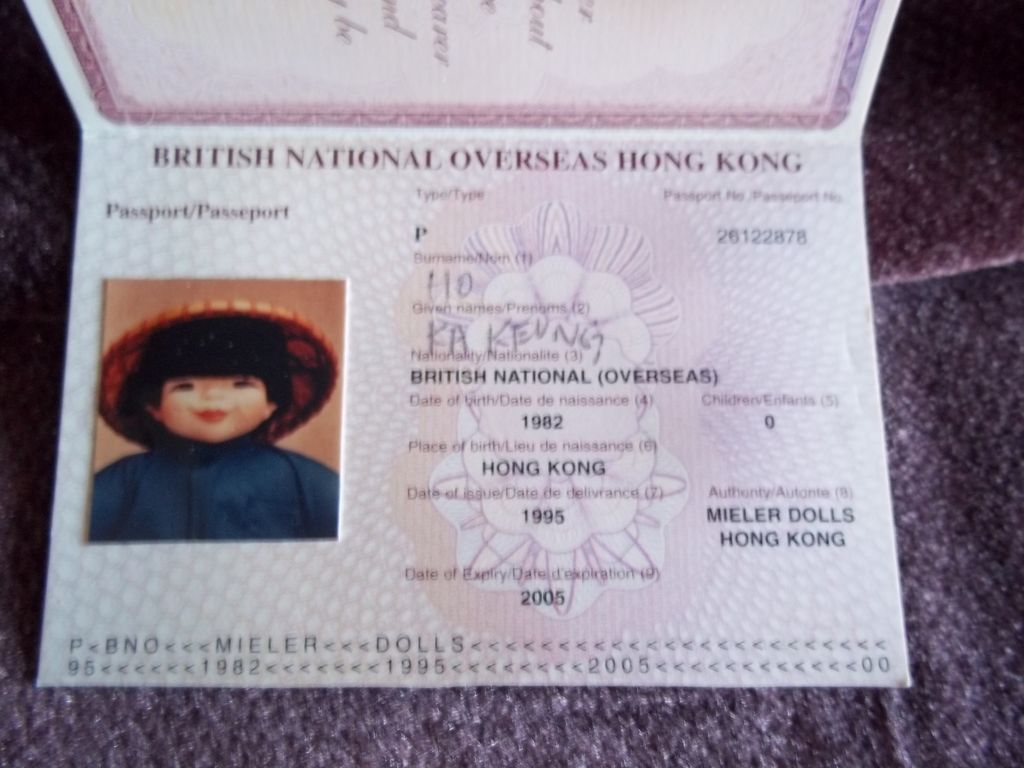 BRITISH NATIONAL OVERSEAS HONG KONG
Passport/Passeport
Type/Type
Passport No./Passeport No.
P
26122878
Surname/Nom (1)
HO
Given names/Prenoms (2)
KA KEUNG
Nationality/Nationalite (3)
BRITISH NATIONAL (OVERSEAS)
Date of birth/Date de naissance (4)
Children/Enfants (5)
1982
0
Place of birth/Lieu de naissance (6)
HONG KONG
Date of issue/Date de delivrance (7)
Authority/Autorite (8)
1995
MIELER DOLLS
HONG KONG
Date of Expiry/Date d'expiration (9)
2005
P<BNO<<<MIELER<<<DOLLS<<<<<<<<<<<<<<<<<<<<<<
95<<<<<<1982<<<<<<<1995<<<<<<<<2005<<<<<<<<<<<<00